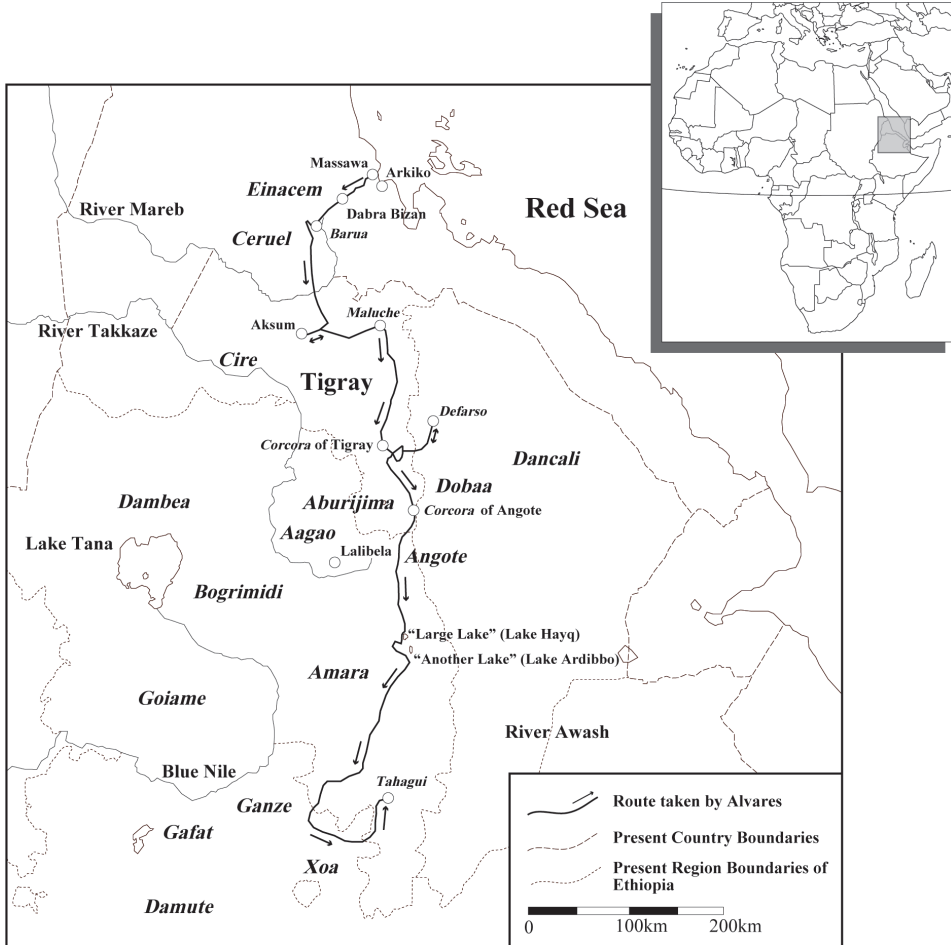 Massawa
Arkiko
Einacem
Dabra Bizan
River Mareb
Red Sea
Ceruel
Barua
Maluche
Aksum
River Takkaze
Cire
Tigray
Defarso
Corcora of Tigray
Dancali
Dobaa
Dambea
Aburijima
Corcora of Angote
Aagao
Lake Tana
Lalibela
Angote
Bogrimidi
“Large Lake” (Lake Hayq)
“Another Lake” (Lake Ardibbo)
Amara
Goiame
River Awash
Blue Nile
Tahagui
Ganze
Gafat
Xoa
Damute
Route taken by Alvares
Present Country Boundaries
Present Region Boundaries of
Ethiopia
0 100km 200km